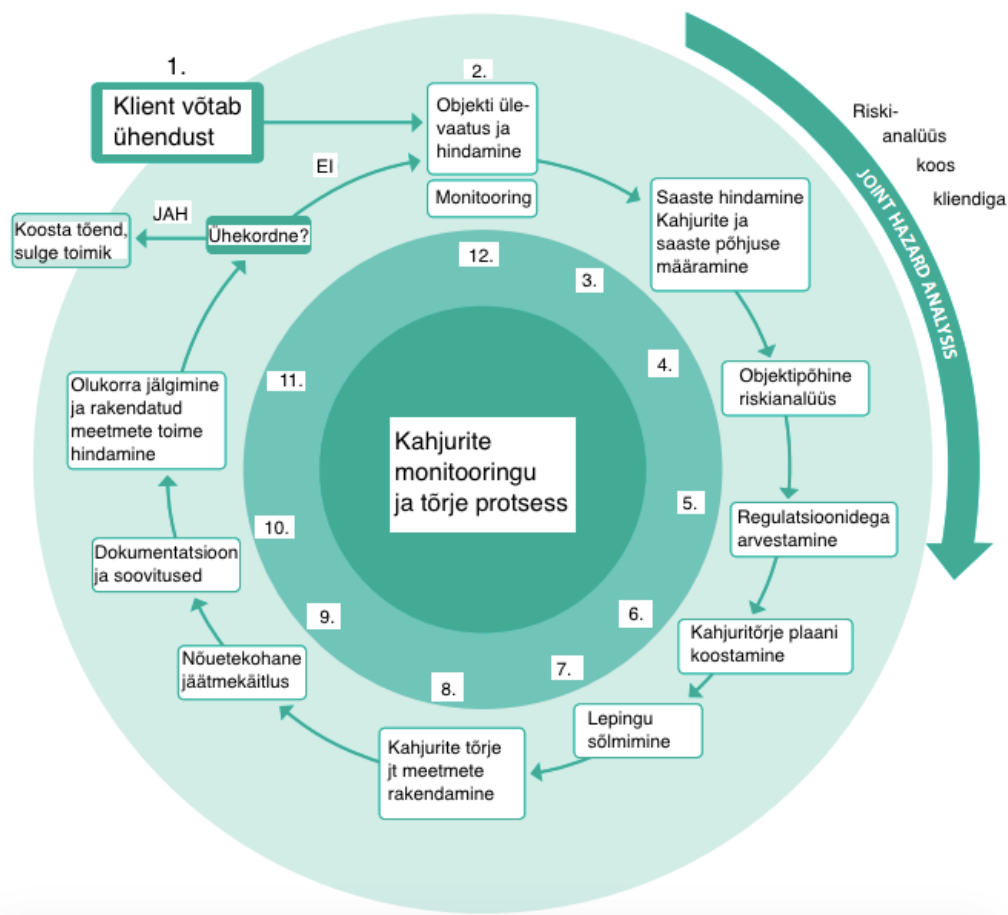 1.
Klient võtab
ühendust
2.
Objekti üle-
vaatus ja
hindamine
Monitooring
EI
JAH
Ühekordne?
Koosta tõend,
sulge toimik
Riski-
analüüs
koos
kliendiga
JOINT HAZARD ANALYSIS
Saaste hindamine
Kahjurite ja
saaste põhjuse
määramine
12.
3.
4.
Objektipõhine
riskianalüüs
5.
Regulatsioonidega
arvestamine
6.
Kahjuritõrje plaani
koostamine
7.
Lepingu
sõlmimine
8.
Kahjurite tõrje
jt meetmete
rakendamine
9.
Nõuetekohane
jäätmekäitlus
10.
Dokumentatsioon
ja soovitused
11.
Olukorra jälgimine
ja rakendatud
meetmete toime
hindamine
Kahjurite
monitooringu
ja tõrje protsess